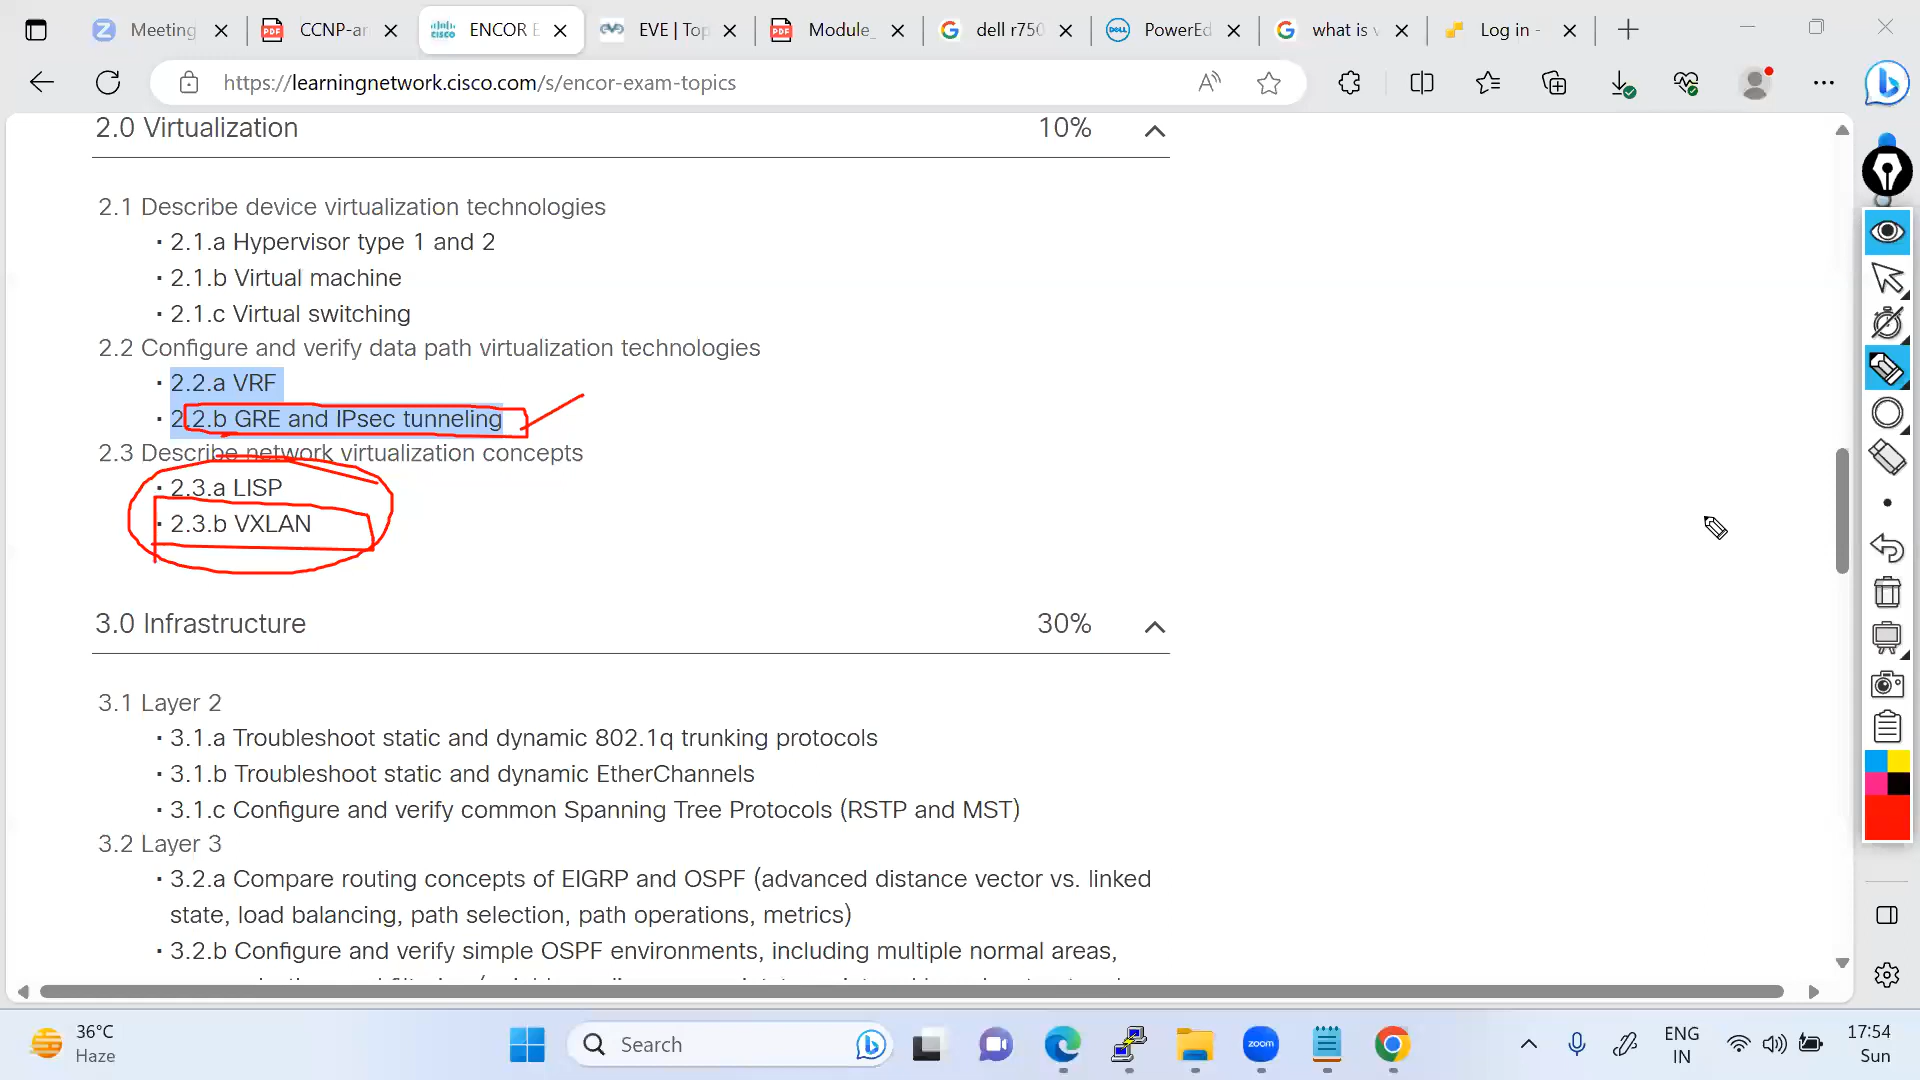 Meeting
CCNP-ar
CISCO
ENCOR E
EVE | Top
Module_
dell r750
DELL
PowerEd
what is v
Log in -
https://learningnetwork.cisco.com/s/encor-exam-topics
2.0 Virtualization 10%
2.1 Describe device virtualization technologies
· 2.1.a Hypervisor type 1 and 2
· 2.1.b Virtual machine
· 2.1.c Virtual switching
2.2 Configure and verify data path virtualization technologies
· 2.2.a VRF
· 2.2.b GRE and IPsec tunneling
2.3 Describe network virtualization concepts
· 2.3.a LISP
· 2.3.b VXLAN
3.0 Infrastructure 30%
3.1 Layer 2
· 3.1.a Troubleshoot static and dynamic 802.1q trunking protocols
· 3.1.b Troubleshoot static and dynamic EtherChannels
· 3.1.c Configure and verify common Spanning Tree Protocols (RSTP and MST)
3.2 Layer 3
· 3.2.a Compare routing concepts of EIGRP and OSPF (advanced distance vector vs. linked
state, load balancing, path selection, path operations, metrics)
· 3.2.b Configure and verify simple OSPF environments, including multiple normal areas,
36°C
Haze
Search
zoom
ENG
IN
17:54
Sun